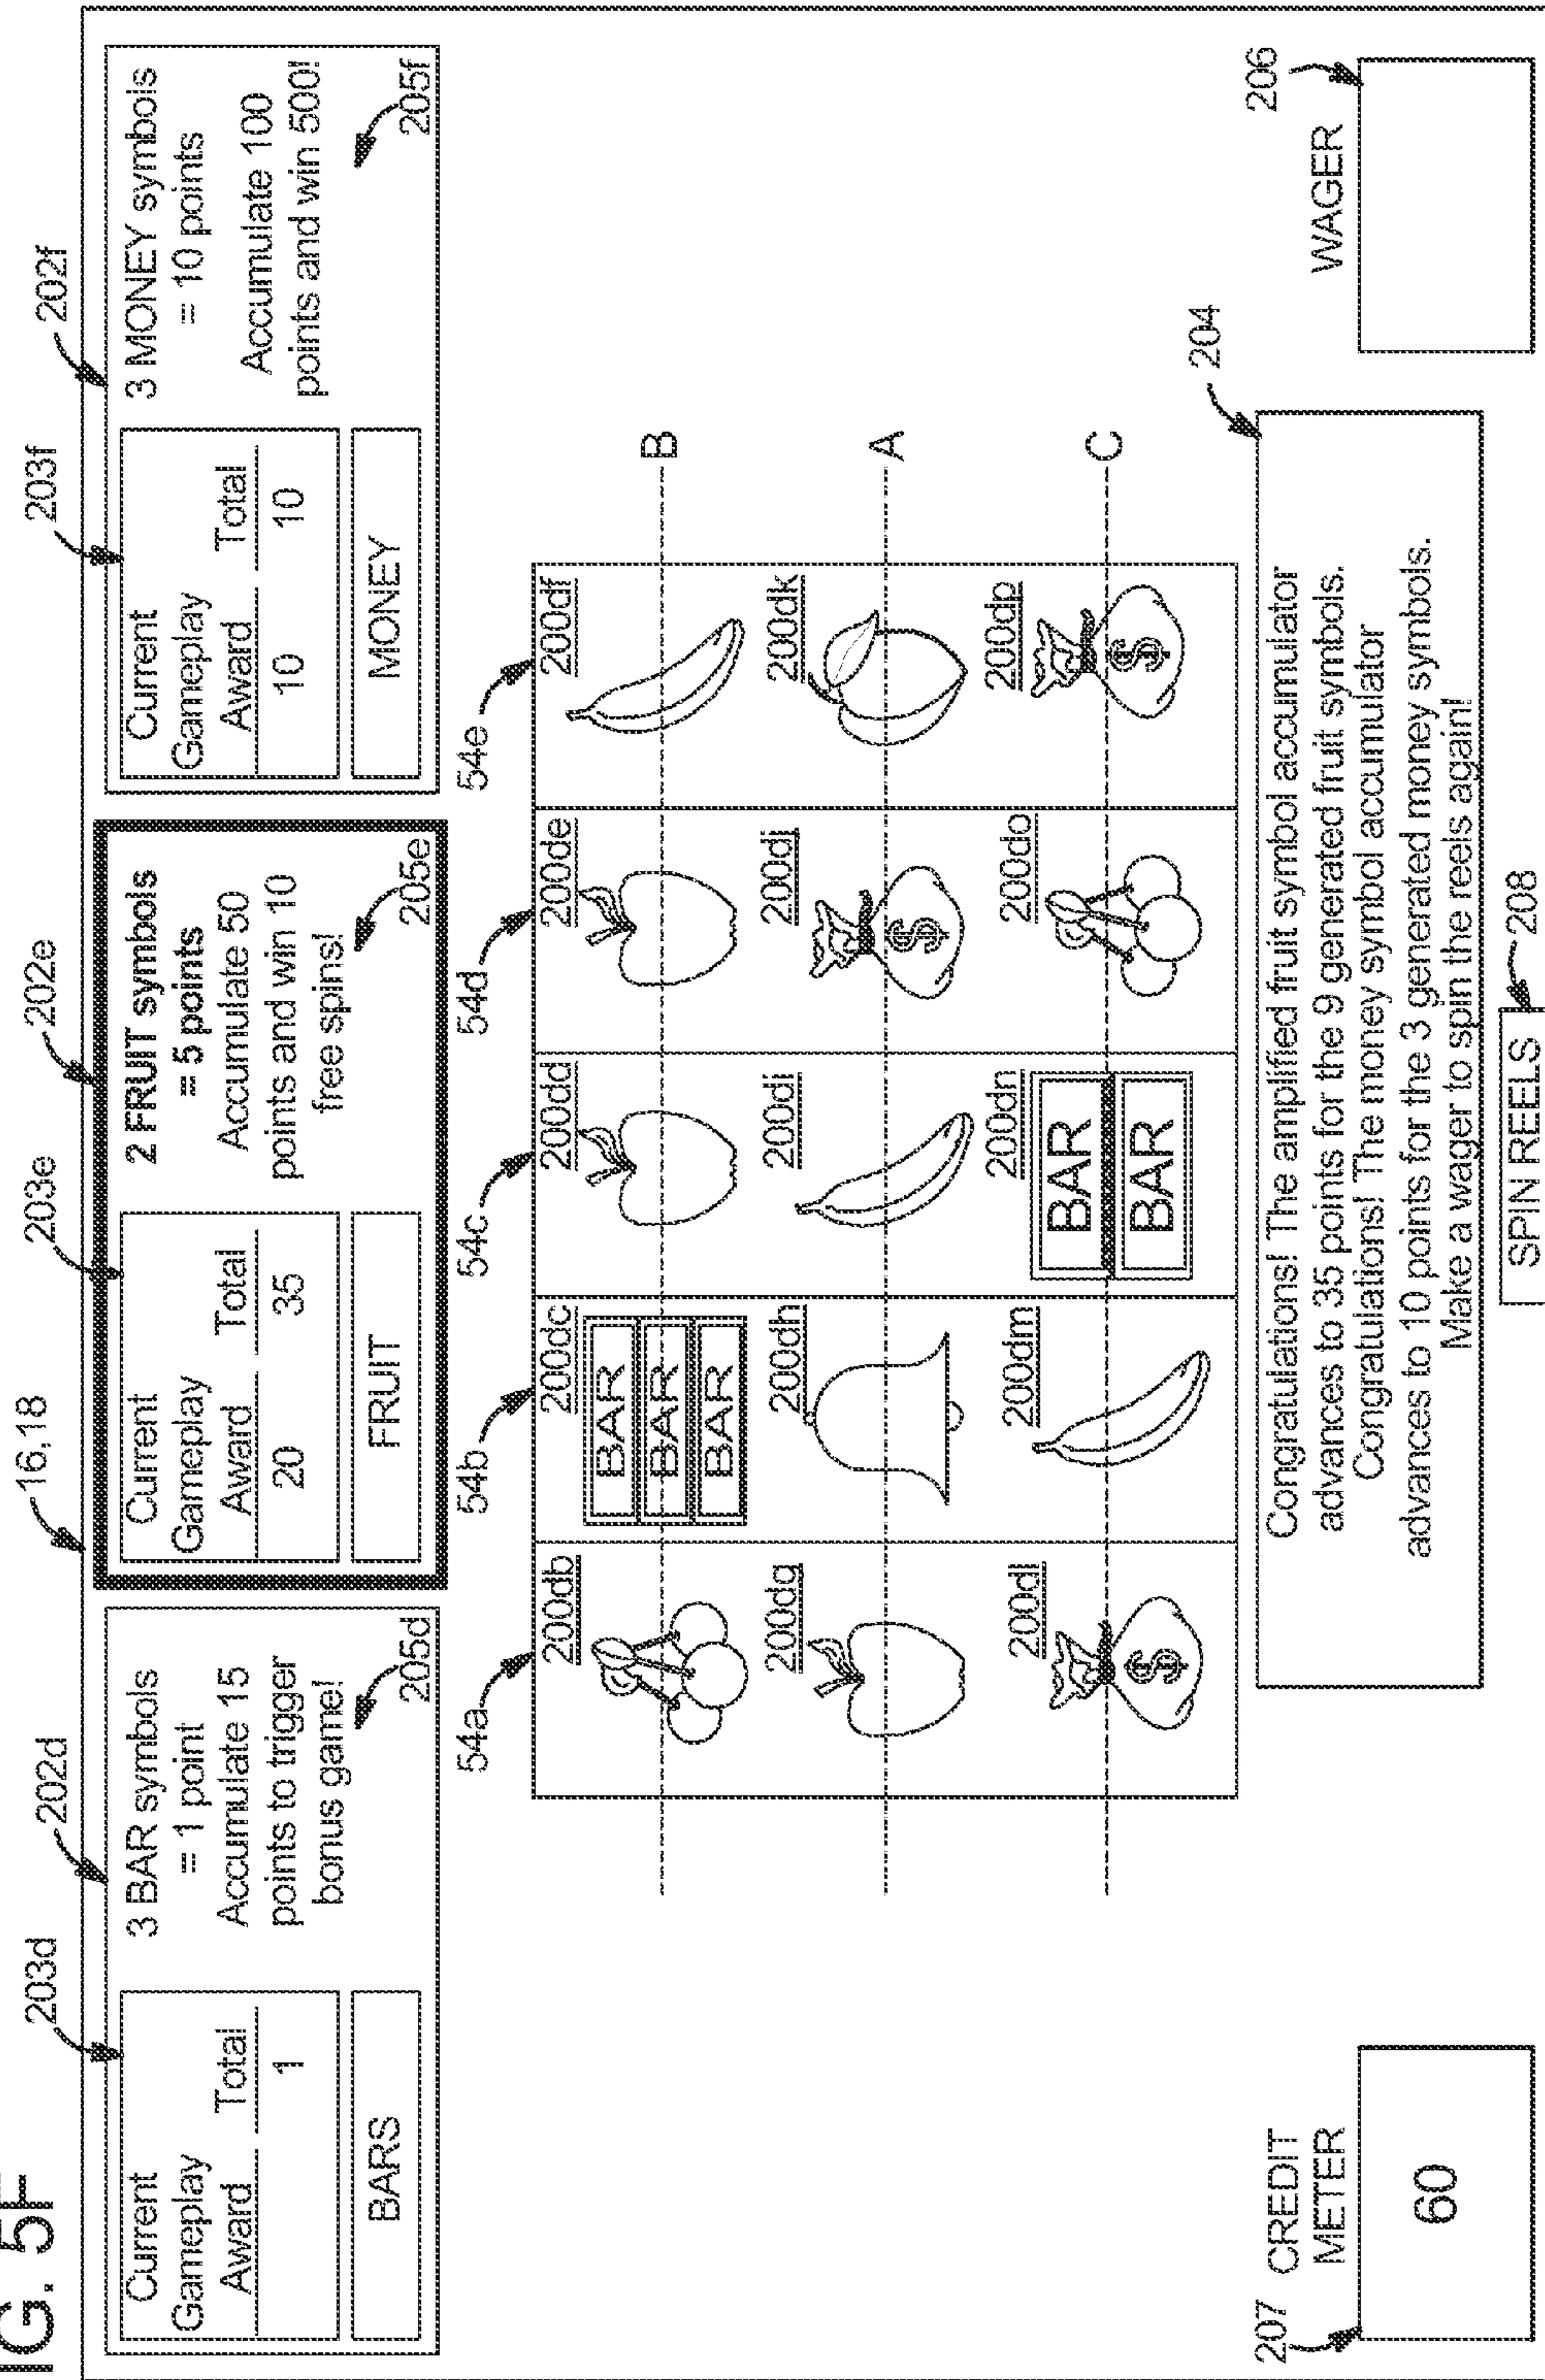 IG. 5F
203d
202d
16,18
203e
202e
203f
202f
Current
Gameplay
Award Total
1
BARS
3 BAR symbols
= 1 point
Accumulate 15
points to trigger
bonus game!
205d
Current
Gameplay
Award Total
20 35
FRUIT
2 FRUIT symbols
= 5 points
Accumulate 50
points and win 10
free spins!
205e
Current
Gameplay
Award Total
10 10
MONEY
3 MONEY symbols
= 10 points
Accumulate 100
points and win 500!
205f
54a 54b 54c 54d 54e
200db 200dc 200dd 200de 200df
BAR
BAR
BAR
B
200dg 200dh 200di 200dj 200dk
$
A
200dl 200dm 200dn 200do 200dp
$ BAR $
BAR
C
204
Congratulations! The amplified fruit symbol accumulator
advances to 35 points for the 9 generated fruit symbols.
Congratulations! The money symbol accumulator
advances to 10 points for the 3 generated money symbols.
Make a wager to spin the reels again!
207 CREDIT
METER
60
SPIN REELS 208
206
WAGER